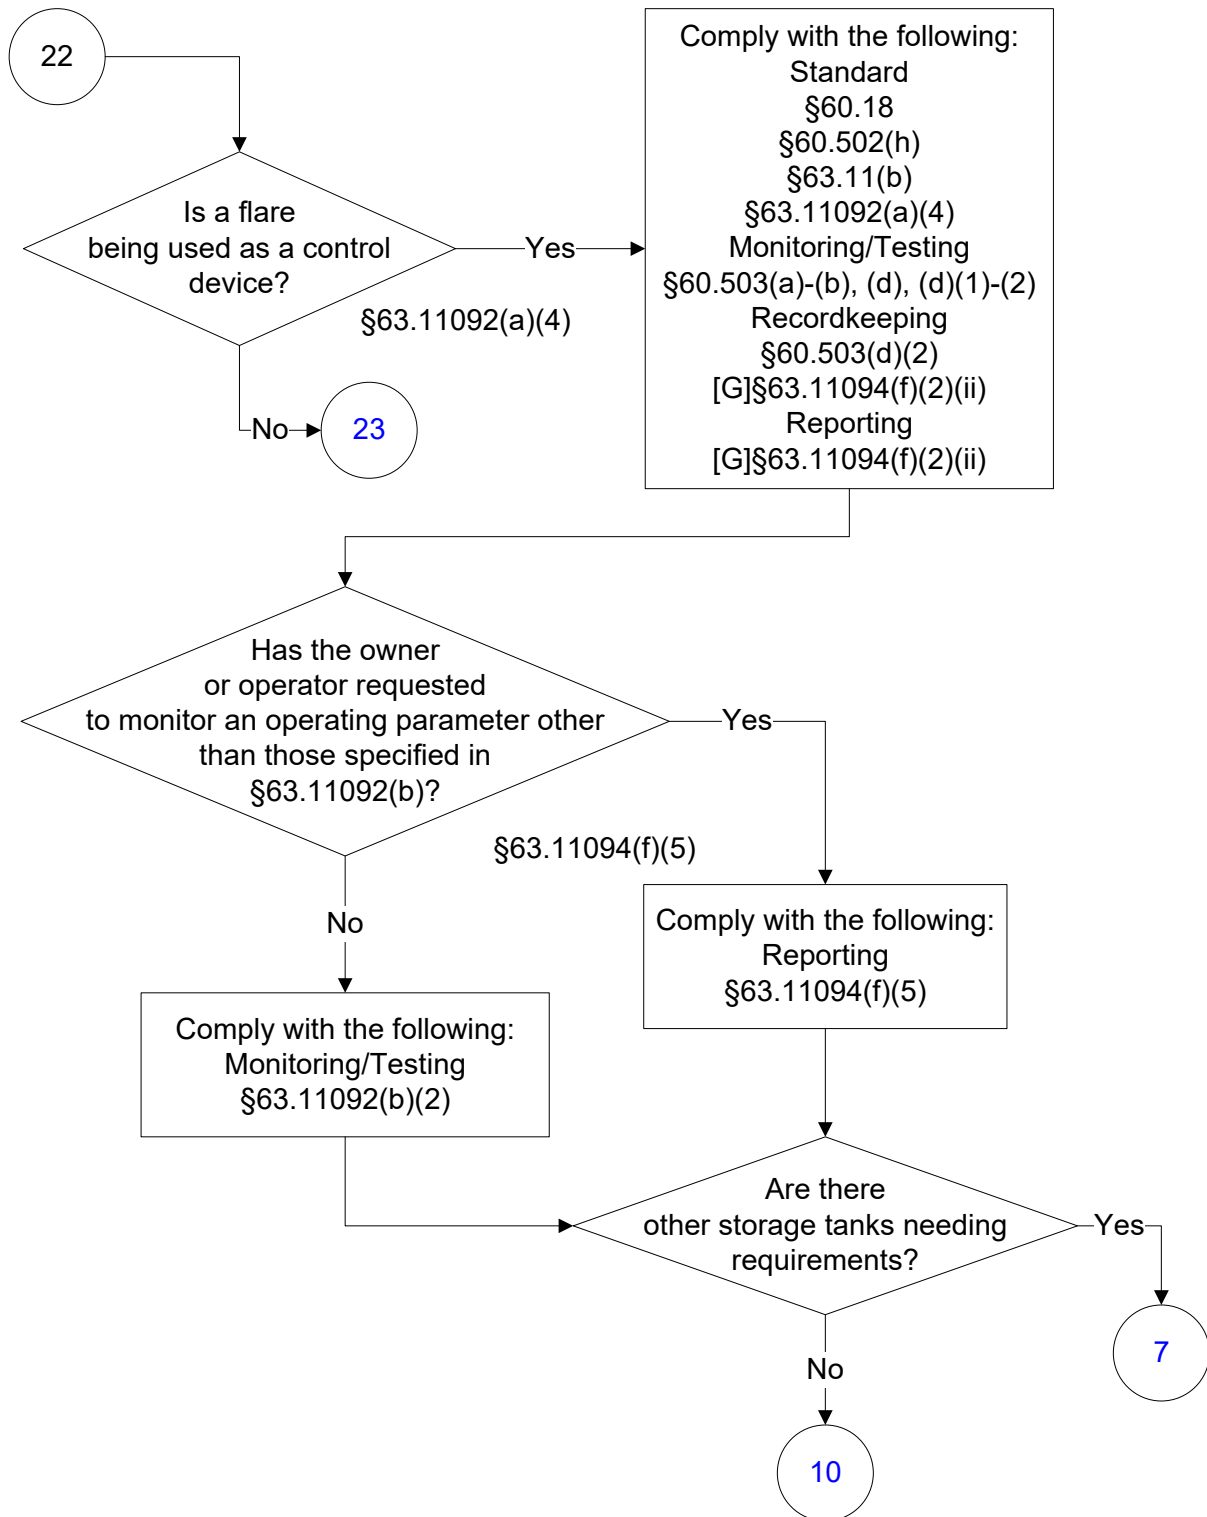 22
Is a flare
being used as a control
device?
§63.11092(a)(4)
Yes
No
23
Comply with the following:
Standard
§60.18
§60.502(h)
§63.11(b)
§63.11092(a)(4)
Monitoring/Testing
§60.503(a)-(b), (d), (d)(1)-(2)
Recordkeeping
§60.503(d)(2)
[G]§63.11094(f)(2)(ii)
Reporting
[G]§63.11094(f)(2)(ii)
Has the owner
or operator requested
to monitor an operating parameter other
than those specified in
§63.11092(b)?
Yes
§63.11094(f)(5)
No
Comply with the following:
Reporting
§63.11094(f)(5)
Comply with the following:
Monitoring/Testing
§63.11092(b)(2)
Are there
other storage tanks needing
requirements?
Yes
7
No
10